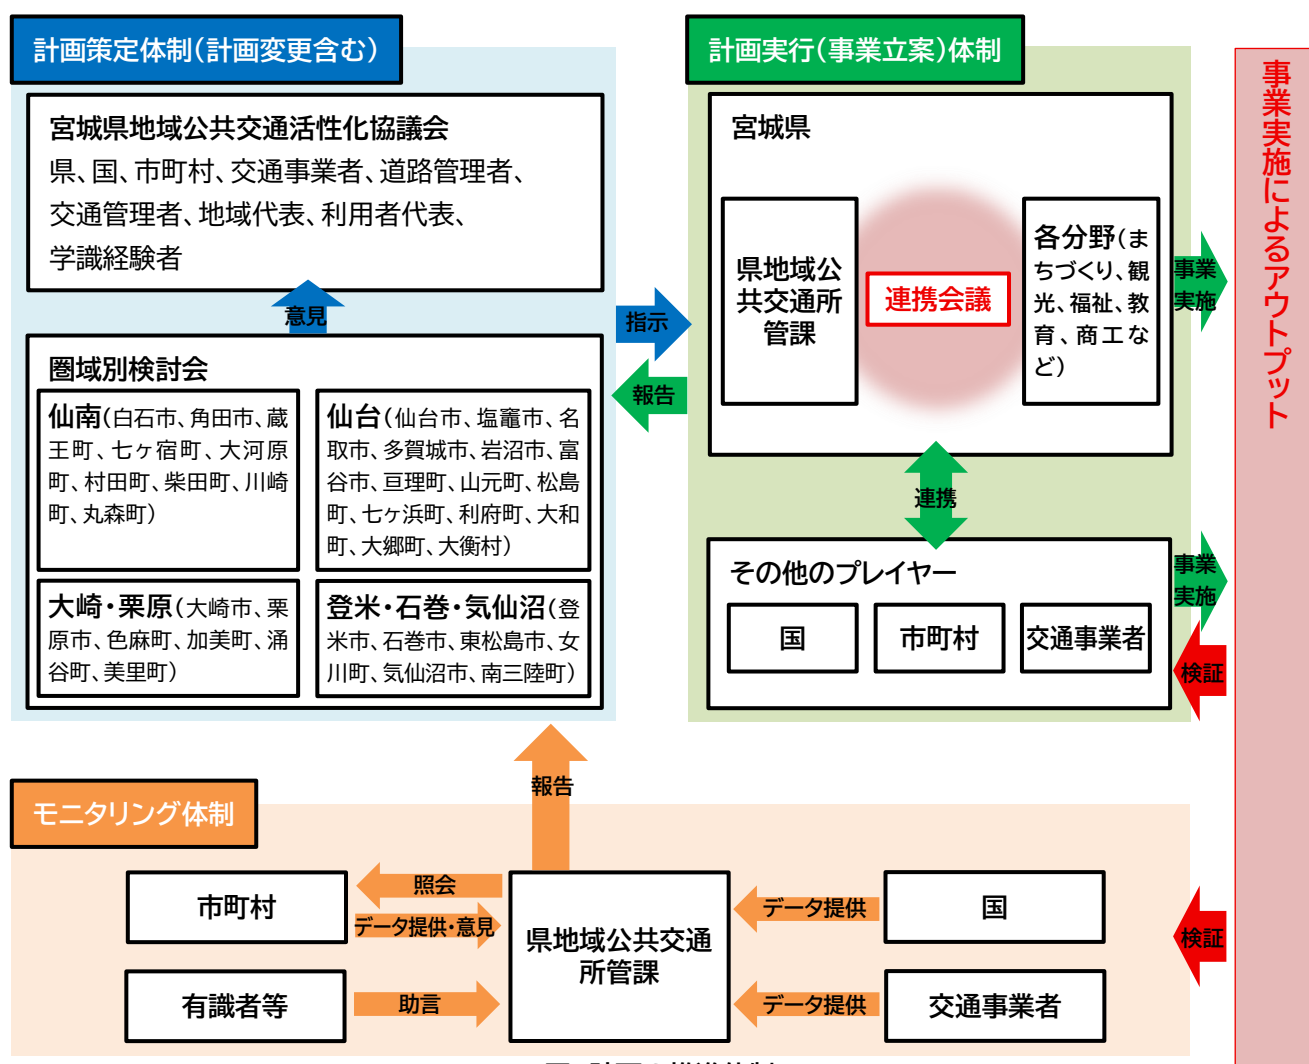 計画策定体制(計画変更含む)
宮城県地域公共交通活性化協議会
県、国、市町村、交通事業者、道路管理者、
交通管理者、地域代表、利用者代表、
学識経験者
意見
圏域別検討会
仙南(白石市、角田市、蔵
王町、七ヶ宿町、大河原
町、村田町、柴田町、川崎
町、丸森町)
仙台(仙台市、塩竈市、名
取市、多賀城市、岩沼市、富
谷市、亘理町、山元町、松島
町、七ヶ浜町、利府町、大和
町、大郷町、大衡村)
大崎・栗原(大崎市、栗
原市、色麻町、加美町、涌
谷町、美里町)
登米・石巻・気仙沼(登
米市、石巻市、東松島市、女
川町、気仙沼市、南三陸町)
指示
報告
計画実行(事業立案)体制
宮城県
県地域公
共交通所
管課
連携会議
各分野(ま
ちづくり、観
光、福祉、教
育、商工な
ど)
事業
実施
連携
その他のプレイヤー
国
市町村
交通事業者
事業
実施
検証
事業実施によるアウトプット
報告
モニタリング体制
市町村
照会
データ提供・意見
有識者等
助言
県地域公共交通
所管課
データ提供
国
データ提供
交通事業者
検証